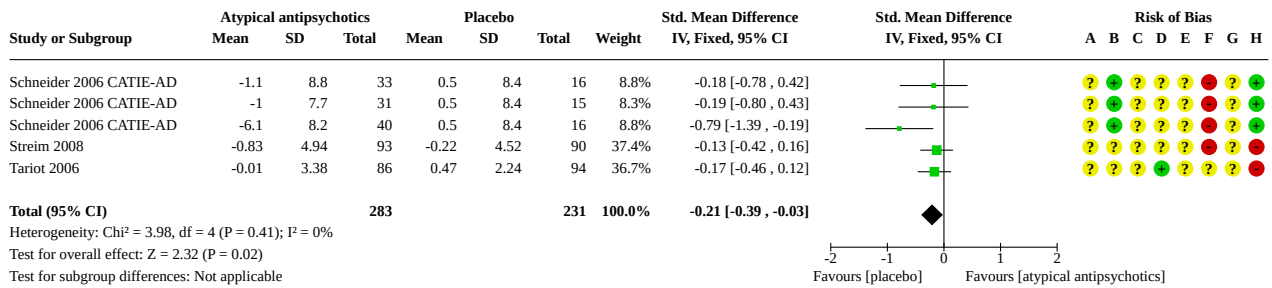 Atypical antipsychotics Placebo Std. Mean Difference Std. Mean Difference Risk of Bias
Study or Subgroup Mean SD Total Mean SD Total Weight IV, Fixed, 95% CI IV, Fixed, 95% CI A B C D E F G H
Schneider 2006 CATIE-AD -1.1 8.8 33 0.5 8.4 16 8.8% -0.18 [-0.78 , 0.42] ? + ? ? ? - ? +
Schneider 2006 CATIE-AD -1 7.7 31 0.5 8.4 15 8.3% -0.19 [-0.80 , 0.43] ? + ? ? ? - ? +
Schneider 2006 CATIE-AD -6.1 8.2 40 0.5 8.4 16 8.8% -0.79 [-1.39 , -0.19] ? + ? ? ? - ? +
Streim 2008 -0.83 4.94 93 -0.22 4.52 90 37.4% -0.13 [-0.42 , 0.16] ? ? ? ? ? - ? -
Tariot 2006 -0.01 3.38 86 0.47 2.24 94 36.7% -0.17 [-0.46 , 0.12] ? ? ? + ? ? ? -
Total (95% CI) 283 231 100.0% -0.21 [-0.39 , -0.03]
Heterogeneity: Chi² = 3.98, df = 4 (P = 0.41); I² = 0%
Test for overall effect: Z = 2.32 (P = 0.02)
Test for subgroup differences: Not applicable
-2 -1 0 1 2
Favours [placebo] Favours [atypical antipsychotics]